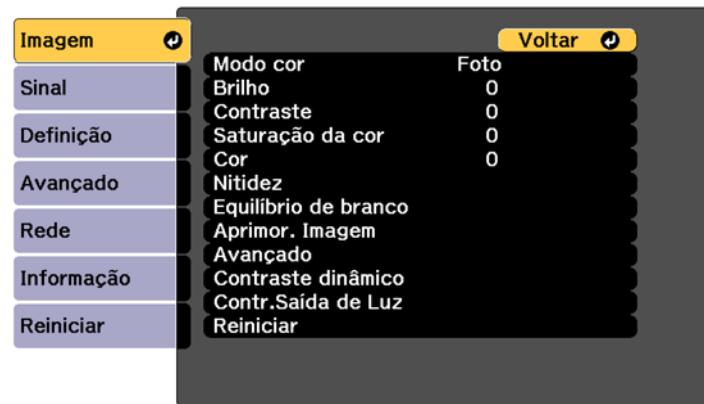 Imagem
Sinal
Definição
Avançado
Rede
Informação
Reiniciar
Voltar
Modo cor Foto
Brilho 0
Contraste 0
Saturação da cor 0
Cor 0
Nitidez
Equilíbrio de branco
Aprimor. Imagem
Avançado
Contraste dinâmico
Contr.Saída de Luz
Reiniciar